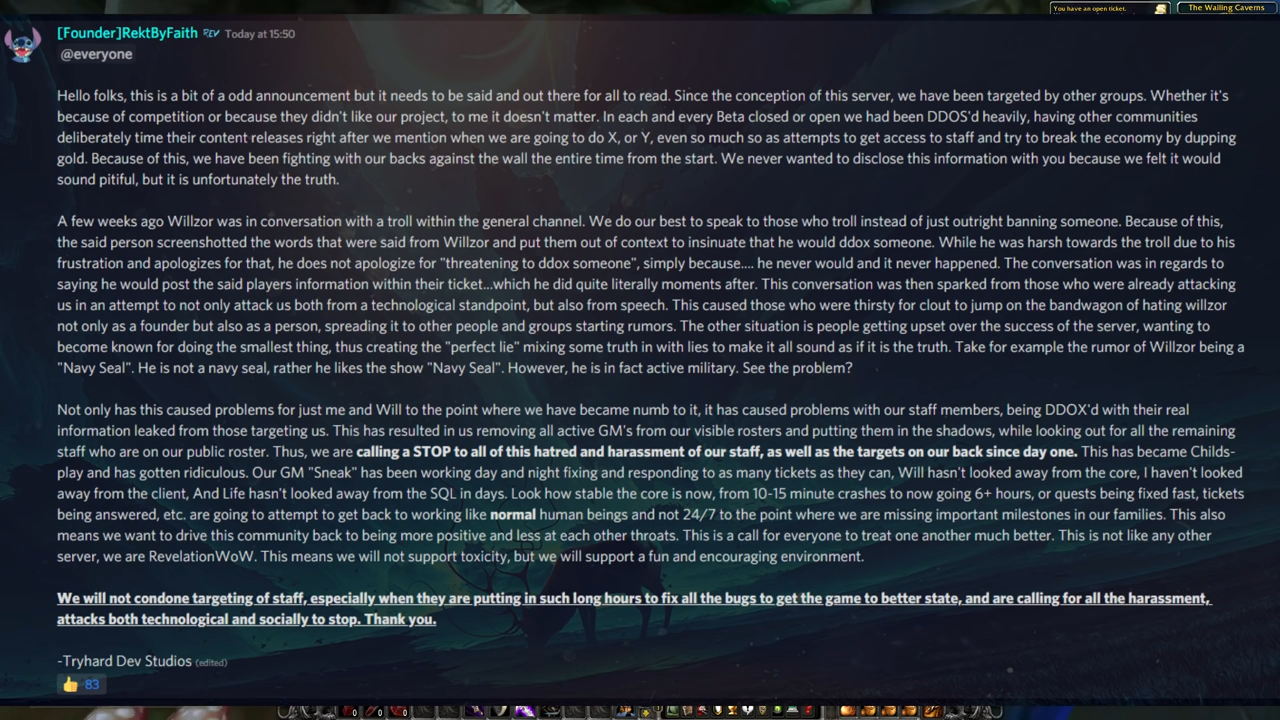 You have an open ticket.
The Wailing Caverns
[Founder]RektByFaith REV Today at 15:50
@everyone
Hello folks, this is a bit of a odd announcement but it needs to be said and out there for all to read. Since the conception of this server, we have been targeted by other groups. Whether it's
because of competition or because they didn't like our project, to me it doesn't matter. In each and every Beta closed or open we had been DDOS'd heavily, having other communities
deliberately time their content releases right after we mention when we are going to do X, or Y, even so much so as attempts to get access to staff and try to break the economy by dupping
gold. Because of this, we have been fighting with our backs against the wall the entire time from the start. We never wanted to disclose this information with you because we felt it would
sound pitiful, but it is unfortunately the truth.
A few weeks ago Willzor was in conversation with a troll within the general channel. We do our best to speak to those who troll instead of just outright banning someone. Because of this,
the said person screenshotted the words that were said from Willzor and put them out of context to insinuate that he would ddox someone. While he was harsh towards the troll due to his
frustration and apologizes for that, he does not apologize for "threatening to ddox someone", simply because.... he never would and it never happened. The conversation was in regards to
saying he would post the said players information within their ticket...which he did quite literally moments after. This conversation was then sparked from those who were already attacking
us in an attempt to not only attack us both from a technological standpoint, but also from speech. This caused those who were thirsty for clout to jump on the bandwagon of hating willzor
not only as a founder but also as a person, spreading it to other people and groups starting rumors. The other situation is people getting upset over the success of the server, wanting to
become known for doing the smallest thing, thus creating the "perfect lie" mixing some truth in with lies to make it all sound as if it is the truth. Take for example the rumor of Willzor being a
"Navy Seal". He is not a navy seal, rather he likes the show "Navy Seal". However, he is in fact active military. See the problem?
Not only has this caused problems for just me and Will to the point where we have became numb to it, it has caused problems with our staff members, being DDOX'd with their real
information leaked from those targeting us. This has resulted in us removing all active GM's from our visible rosters and putting them in the shadows, while looking out for all the remaining
staff who are on our public roster. Thus, we are calling a STOP to all of this hatred and harassment of our staff, as well as the targets on our back since day one. This has became Childs-
play and has gotten ridiculous. Our GM "Sneak" has been working day and night fixing and responding to as many tickets as they can, Will hasn't looked away from the core, I haven't looked
away from the client, And Life hasn't looked away from the SQL in days. Look how stable the core is now, from 10-15 minute crashes to now going 6+ hours, or quests being fixed fast, tickets
being answered, etc. are going to attempt to get back to working like normal human beings and not 24/7 to the point where we are missing important milestones in our families. This also
means we want to drive this community back to being more positive and less at each other throats. This is a call for everyone to treat one another much better. This is not like any other
server, we are RevelationWoW. This means we will not support toxicity, but we will support a fun and encouraging environment.
We will not condone targeting of staff, especially when they are putting in such long hours to fix all the bugs to get the game to better state, and are calling for all the harassment,
attacks both technological and socially to stop. Thank you.
-Tryhard Dev Studios (edited)
83